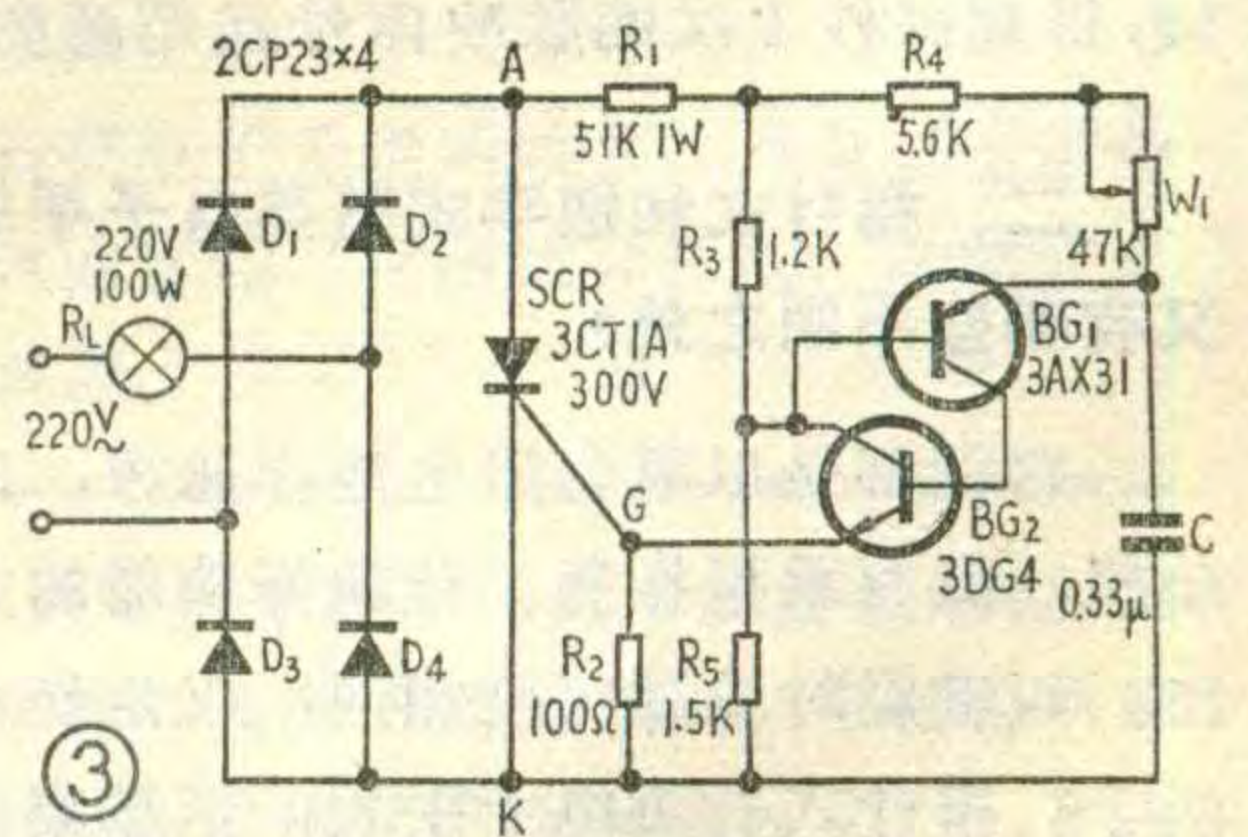 2CP23×4
A
R₁
51K 1W
R₄
5.6K
D₁
D₂
220V
100W
R_L
220V~
SCR
3CT1A
300V
R₃
1.2K
W₁
47K
BG₁
3AX31
G
BG₂
3DG4
C
0.33μ
D₃
D₄
R₂
100Ω
R₅
1.5K
③
K